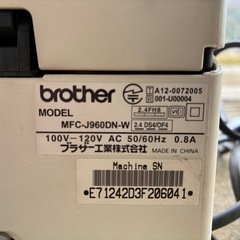 brother
MODEL
MFC-J960DN-W
2.4FH8
2.4 DS4/OF4
T A12-0072005
R 001-U00004
100V-120V AC 50/60Hz 0.8A
ブラザー工業株式会社 MADE IN CHINA
Machine SN
*E71242D3F206041*